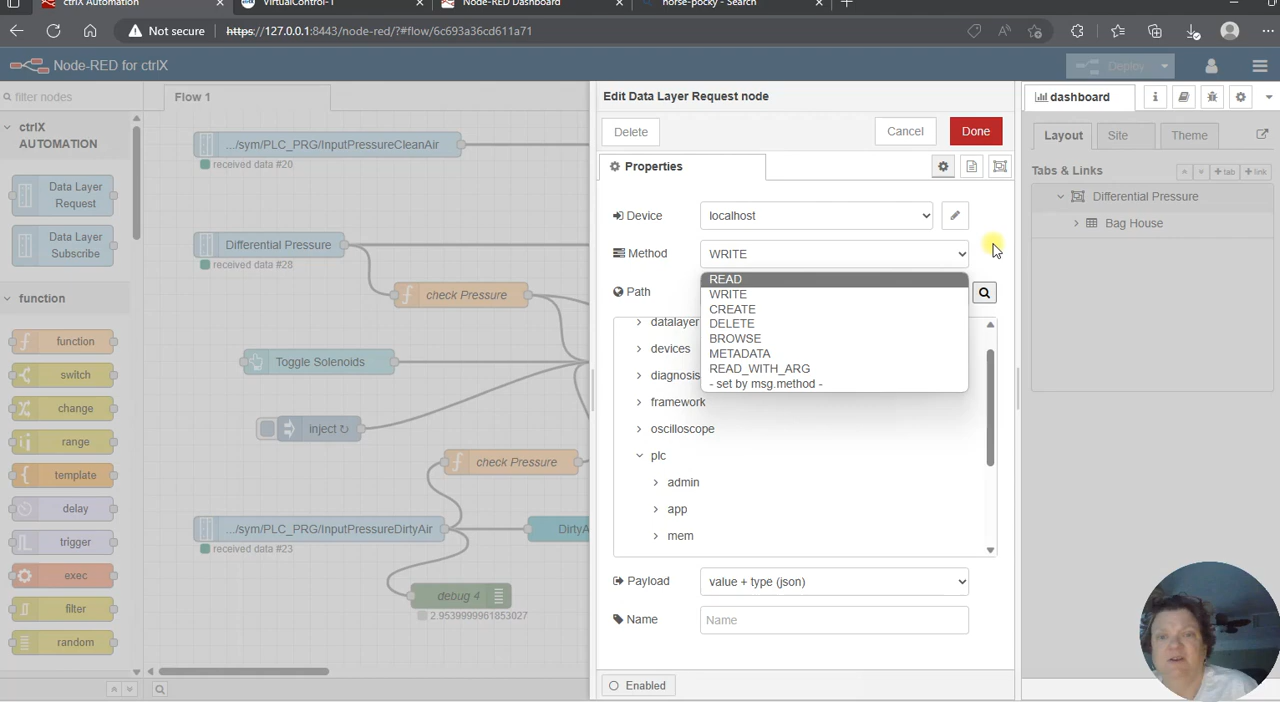 ctrlX Automation
VirtualControl-1
Node-RED Dashboard
horse-pocky - Search
Not secure
https://127.0.0.1:8443/node-red/?#flow/6c693a36cd611a71
Node-RED for ctrlX
Deploy
filter nodes
Flow 1
ctrlX
AUTOMATION
Data Layer
Request
Data Layer
Subscribe
function
function
switch
change
range
template
delay
trigger
exec
filter
random
.../sym/PLC_PRG/InputPressureCleanAir
received data #20
Differential Pressure
received data #28
check Pressure
Toggle Solenoids
inject ↻
check Pressure
.../sym/PLC_PRG/InputPressureDirtyAir
received data #23
DirtyA
debug 4
2.9539999961853027
Edit Data Layer Request node
Delete
Cancel
Done
Properties
Device
localhost
Method
WRITE
READ
WRITE
CREATE
DELETE
BROWSE
METADATA
READ_WITH_ARG
- set by msg.method -
Path
datalayer
devices
diagnosis
framework
oscilloscope
plc
admin
app
mem
Payload
value + type (json)
Name
Name
Enabled
dashboard
Layout
Site
Theme
Tabs & Links
+tab
+link
Differential Pressure
Bag House